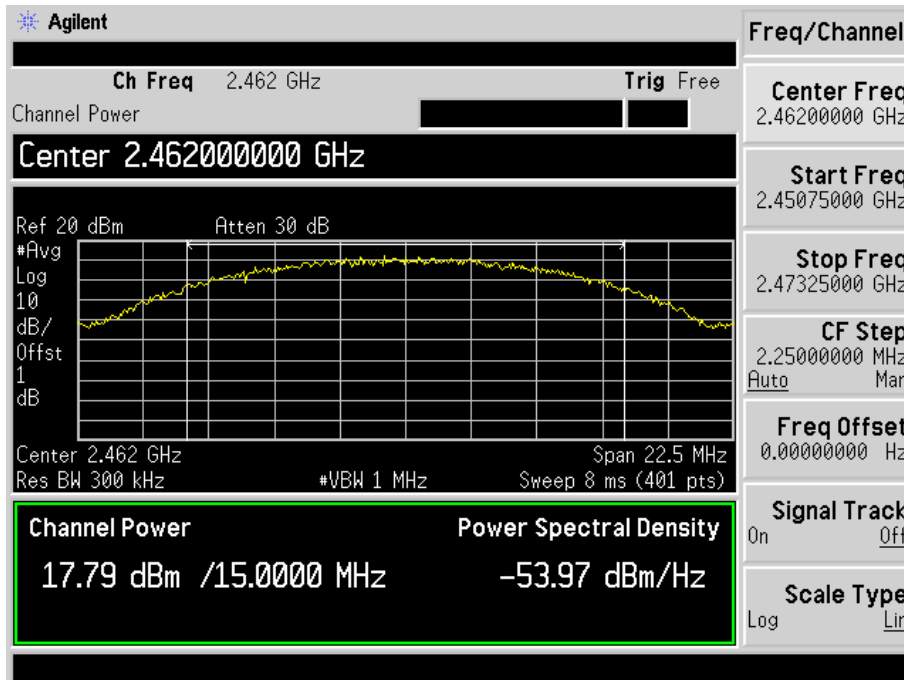 Agilent
Freq/Channel
Ch Freq 2.462 GHz Trig Free
Channel Power
Center 2.462000000 GHz
Ref 20 dBm Atten 30 dB
#Avg
Log
10
dB/
Offst
1
dB
Center 2.462 GHz Span 22.5 MHz
Res BW 300 kHz #VBW 1 MHz Sweep 8 ms (401 pts)
Channel Power Power Spectral Density
17.79 dBm /15.0000 MHz -53.97 dBm/Hz
Center Freq
2.46200000 GHz
Start Freq
2.45075000 GHz
Stop Freq
2.47325000 GHz
CF Step
2.25000000 MHz
Auto Man
Freq Offset
0.00000000 Hz
Signal Track
On Off
Scale Type
Log Lin